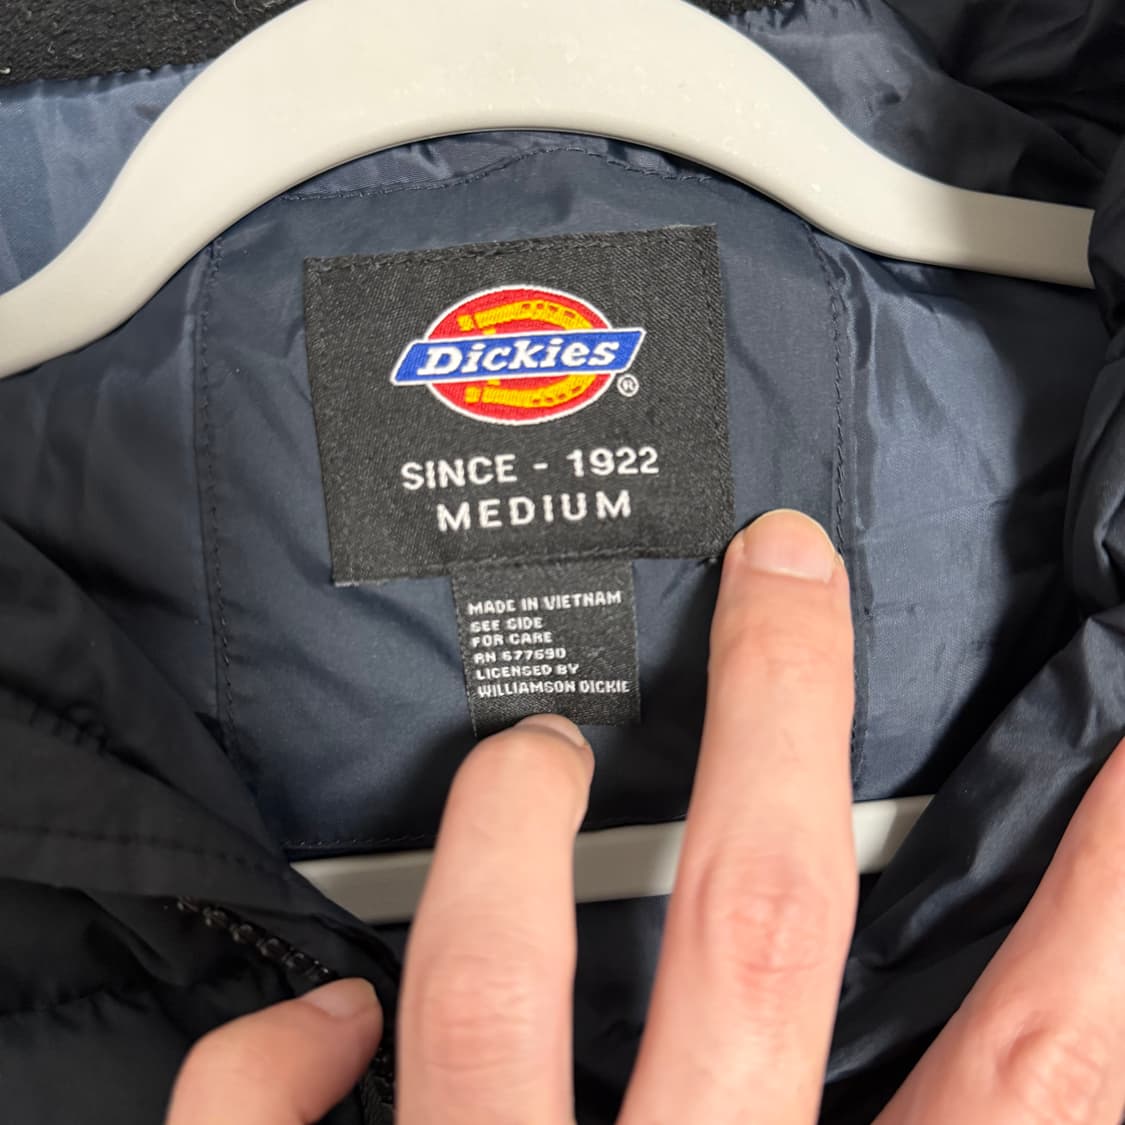 Dickies®
SINCE - 1922
MEDIUM
MADE IN VIETNAM
SEE SIDE
FOR CARE
RN 677690
LICENSED BY
WILLIAMSON DICKIE